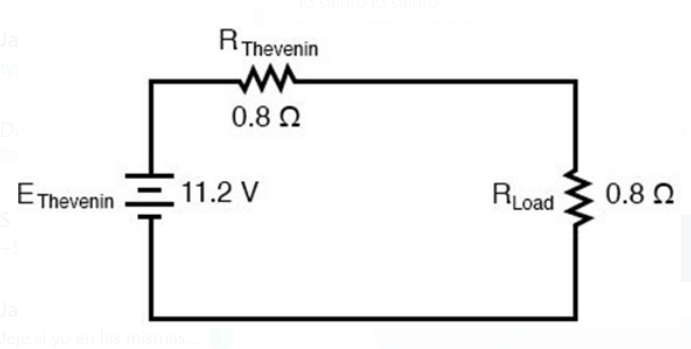 lo siento lo siento
R Thevenin
0.8 Ω
E Thevenin
11.2 V
R Load
0.8 Ω
Jeje si yo en las mismas...